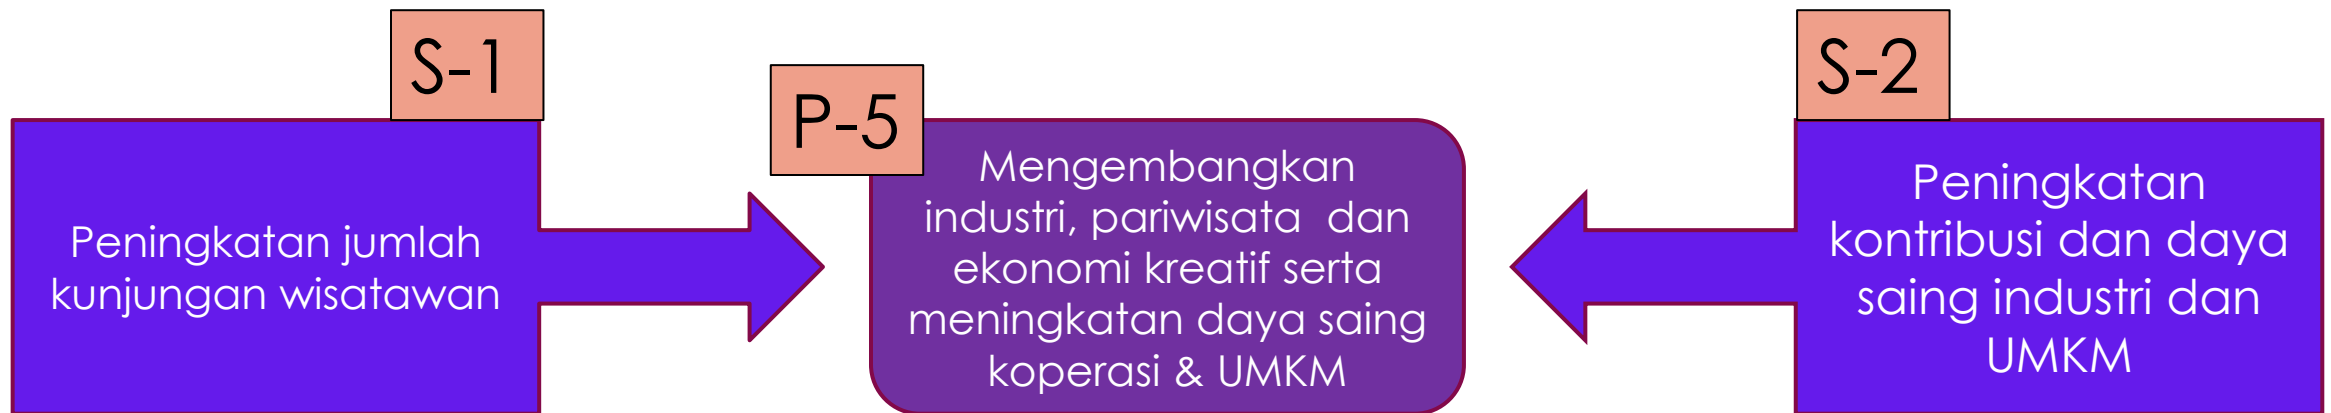 S-1
Peningkatan jumlah
kunjungan wisatawan
P-5
Mengembangkan
industri, pariwisata dan
ekonomi kreatif serta
meningkatan daya saing
koperasi & UMKM
S-2
Peningkatan
kontribusi dan daya
saing industri dan
UMKM